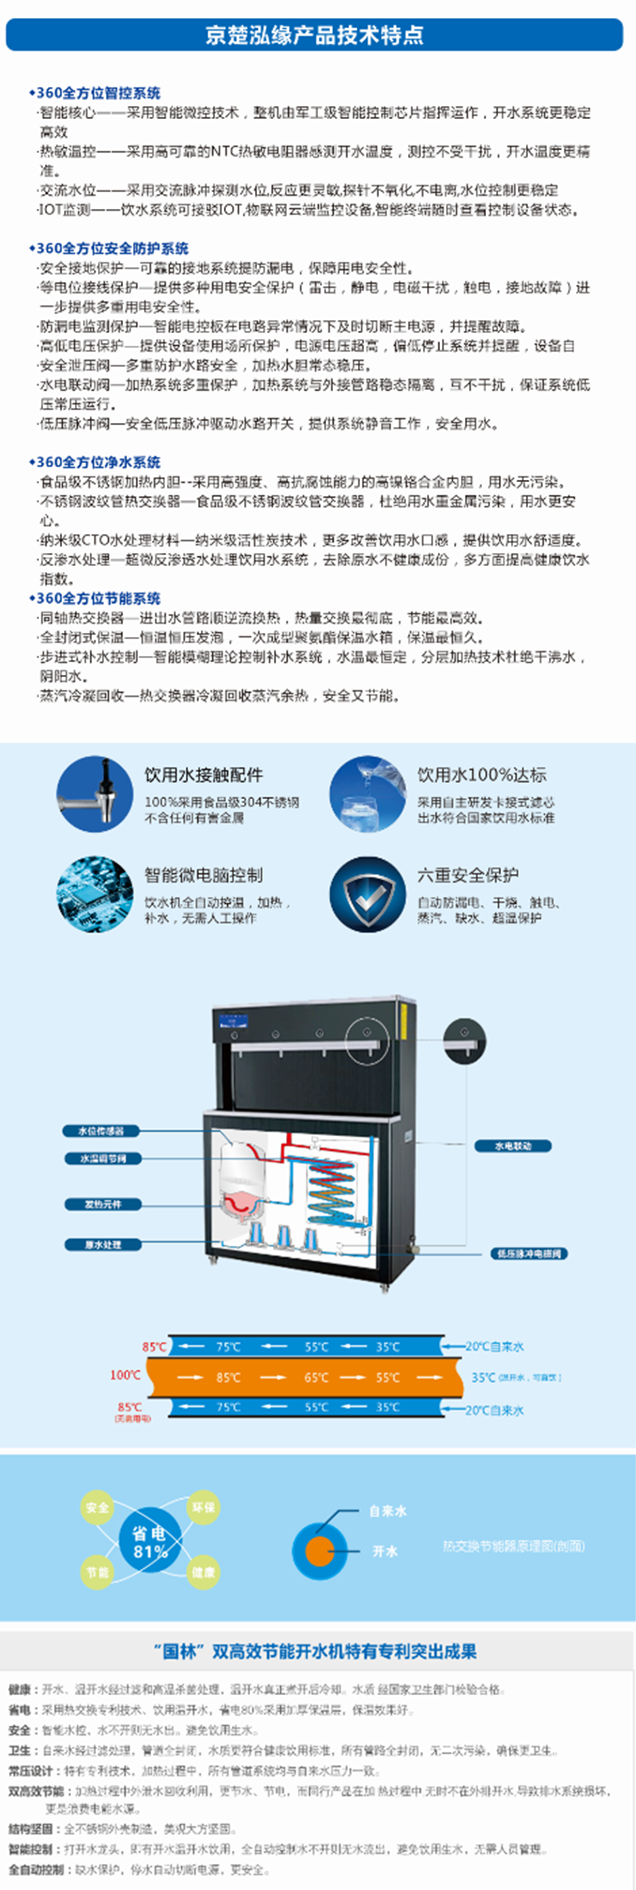 京楚泓缘产品技术特点
◆360全方位智控系统
·智能核心——采用智能微控技术，整机由军工级智能控制芯片指挥运作，开水系统更稳定
高效
·热敏温控——采用高可靠的NTC热敏电阻器感测开水温度，测控不受干扰，开水温度更精
准。
·交流水位——采用交流脉冲探测水位,反应更灵敏,探针不氧化,不电离,水位控制更稳定
·IOT监测——饮水系统可接驳IOT,物联网云端监控设备,智能终端随时查看控制设备状态。
◆360全方位安全防护系统
·安全接地保护—可靠的接地系统提防漏电，保障用电安全性。
·等电位接线保护—提供多种用电安全保护（雷击，静电，电磁干扰，触电，接地故障）进
一步提供多重用电安全性。
·防漏电监测保护—智能电控板在电路异常情况下及时切断主电源，并提醒故障。
·高低电压保护—提供设备使用场所保护，电源电压超高，偏低停止系统并提醒，设备自
·安全泄压阀—多重防护水路安全，加热水胆常态稳压。
·水电联动阀—加热系统多重保护，加热系统与外接管路稳态隔离，互不干扰，保证系统低
压常压运行。
·低压脉冲阀—安全低压脉冲驱动水路开关，提供系统静音工作，安全用水。
◆360全方位净水系统
·食品级不锈钢加热内胆--采用高强度、高抗腐蚀能力的高镍铬合金内胆，用水无污染。
·不锈钢波纹管热交换器—食品级不锈钢波纹管交换器，杜绝用水重金属污染，用水更安
心。
·纳米级CTO水处理材料—纳米级活性炭技术，更多改善饮用水口感，提供饮用水舒适度。
·反渗水处理—超微反渗透水处理饮用水系统，去除原水不健康成份，多方面提高健康饮水
指数。
◆360全方位节能系统
·同轴热交换器—进出水管路顺逆流换热，热量交换最彻底，节能最高效。
·全封闭式保温—恒温恒压发泡，一次成型聚氨酯保温水箱，保温最恒久。
·步进式补水控制—智能模糊理论控制补水系统，水温最恒定，分层加热技术杜绝干沸水，
阴阳水。
·蒸汽冷凝回收—热交换器冷凝回收蒸汽余热，安全又节能。
饮用水接触配件
100%采用食品级304不锈钢
不含任何有害金属
饮用水100%达标
采用自主研发卡接式滤芯
出水符合国家饮用水标准
智能微电脑控制
饮水机全自动控温，加热，
补水，无需人工操作
六重安全保护
自动防漏电、干烧、触电、
蒸汽、缺水、超温保护
水位传感器
水温调节阀
发热元件
原水处理
水电联动
低压脉冲电磁阀
85℃ 75℃ 55℃ 35℃ 20℃自来水
100℃ 85℃ 65℃ 55℃ 35℃(温开水，可直饮)
85℃ 75℃ 55℃ 35℃ 20℃自来水
安全
环保
省电
81%
节能
健康
自来水
开水
热交换节能器原理图(剖面)
“国林”双高效节能开水机特有专利突出成果
健康：开水、温开水经过滤和高温杀菌处理，温开水真正煮开后冷却。水质 经国家卫生部门检验合格。
省电：采用热交换专利技术、饮用温开水，省电80%采用加厚保温层，保温效果好。
安全：智能水控，水不开则无水出。避免饮用生水。
卫生：自来水经过滤处理，管道全封闭，水质更符合健康饮用标准，所有管路全封闭，无二次污染，确保更卫生。
常压设计：特有专利技术，加热过程中，所有管道系统均与自来水压力一致。
双高效节能：加热过程中外泄水回收利用，更节水、节电，而同行产品在加 热过程中 无时不在外排开水,导致排水系统损坏，
更是浪费电能水源。
结构坚固：全不锈钢外壳制造，美观大方坚固。
智能控制：打开水龙头，即有开水温开水饮用，全自动控制水不开则无水流出，避免饮用生水，无需人员管理。
全自动控制：缺水保护，停水自动切断电源，更安全。